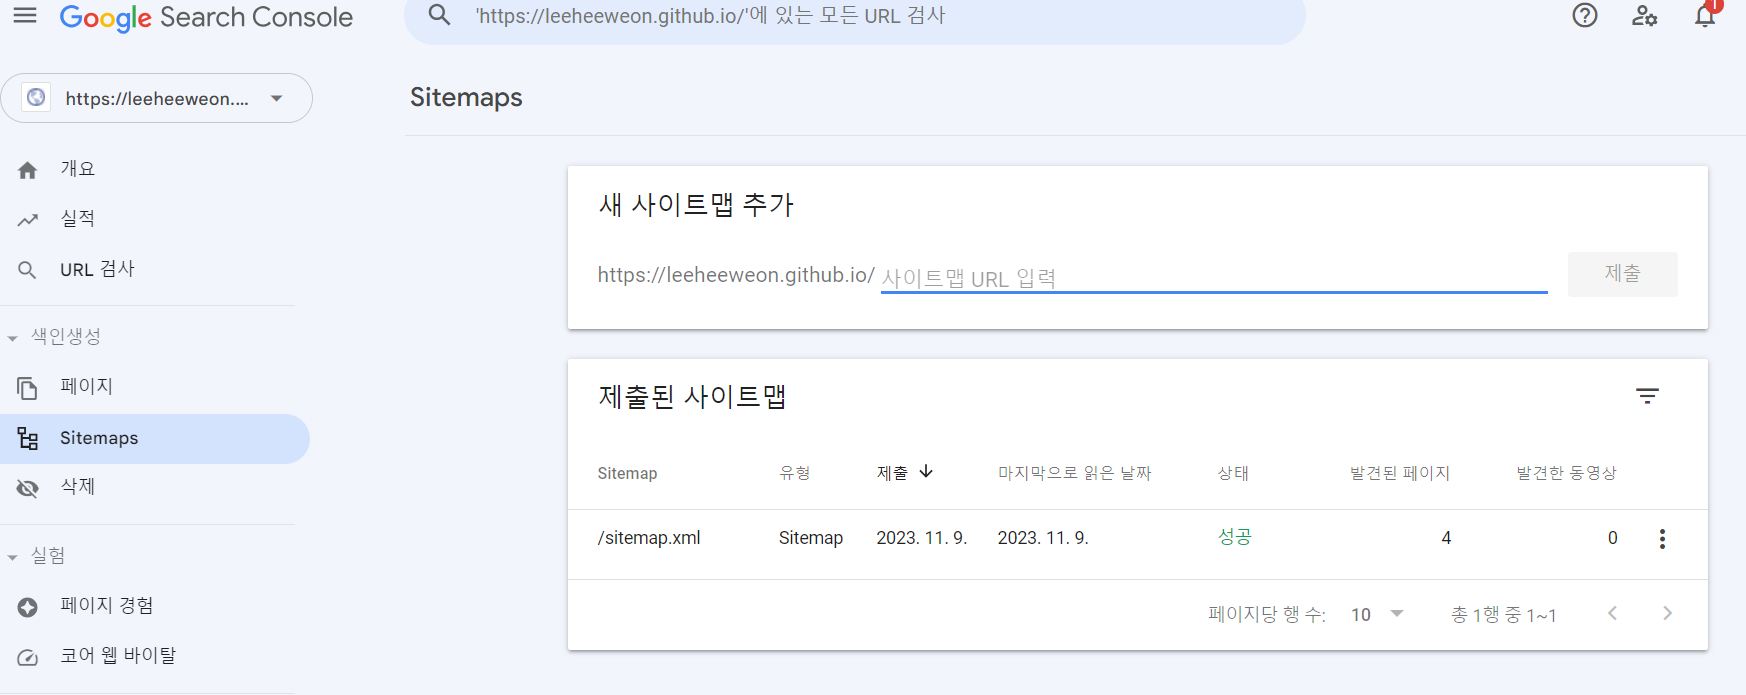 Google Search Console
'https://leeheeweon.github.io/'에 있는 모든 URL 검사
1
https://leeheeweon....
개요
실적
URL 검사
색인생성
페이지
Sitemaps
삭제
실험
페이지 경험
코어 웹 바이탈
Sitemaps
새 사이트맵 추가
https://leeheeweon.github.io/ 사이트맵 URL 입력 제출
제출된 사이트맵
Sitemap 유형 제출 마지막으로 읽은 날짜 상태 발견된 페이지 발견한 동영상
/sitemap.xml Sitemap 2023. 11. 9. 2023. 11. 9. 성공 4 0
페이지당 행 수: 10 총 1행 중 1~1